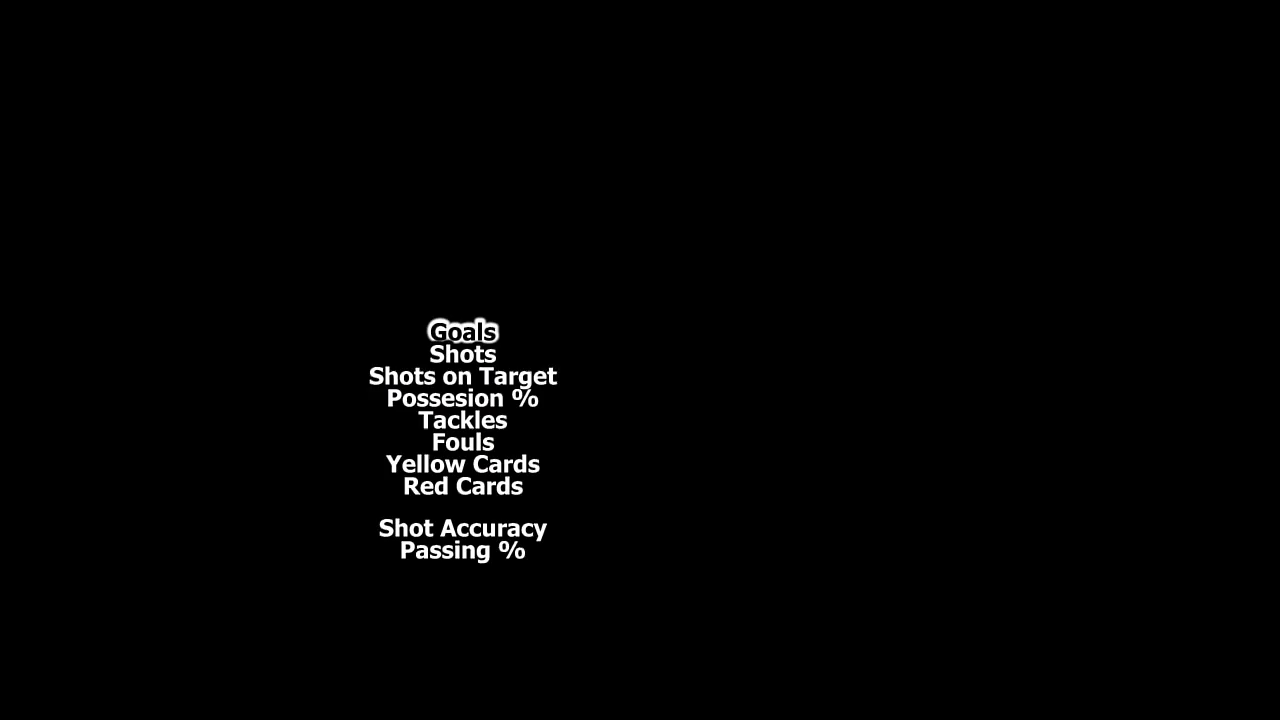 Goals
Shots
Shots on Target
Possesion %
Tackles
Fouls
Yellow Cards
Red Cards
Shot Accuracy
Passing %